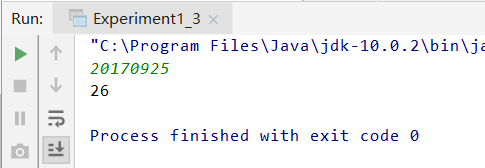 Run: Experiment1_3 ×
"C:\Program Files\Java\jdk-10.0.2\bin\ja
20170925
26
Process finished with exit code 0